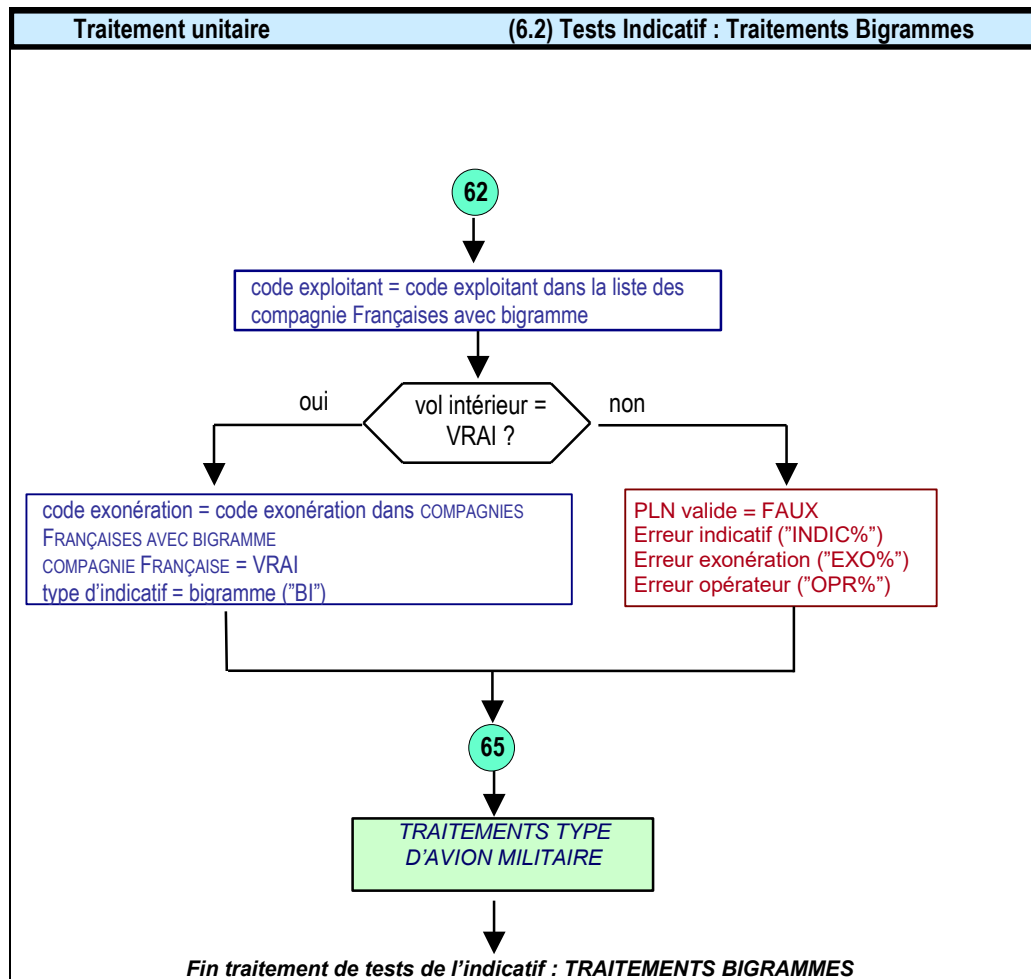 Traitement unitaire (6.2) Tests Indicatif : Traitements Bigrammes
62
code exploitant = code exploitant dans la liste des
compagnie Françaises avec bigramme
oui
vol intérieur =
VRAI ?
non
code exonération = code exonération dans COMPAGNIES
FRANÇAISES AVEC BIGRAMME
COMPAGNIE FRANÇAISE = VRAI
type d’indicatif = bigramme ("BI")
PLN valide = FAUX
Erreur indicatif ("INDIC%")
Erreur exonération ("EXO%")
Erreur opérateur ("OPR%")
65
TRAITEMENTS TYPE
D’AVION MILITAIRE
Fin traitement de tests de l’indicatif : TRAITEMENTS BIGRAMMES